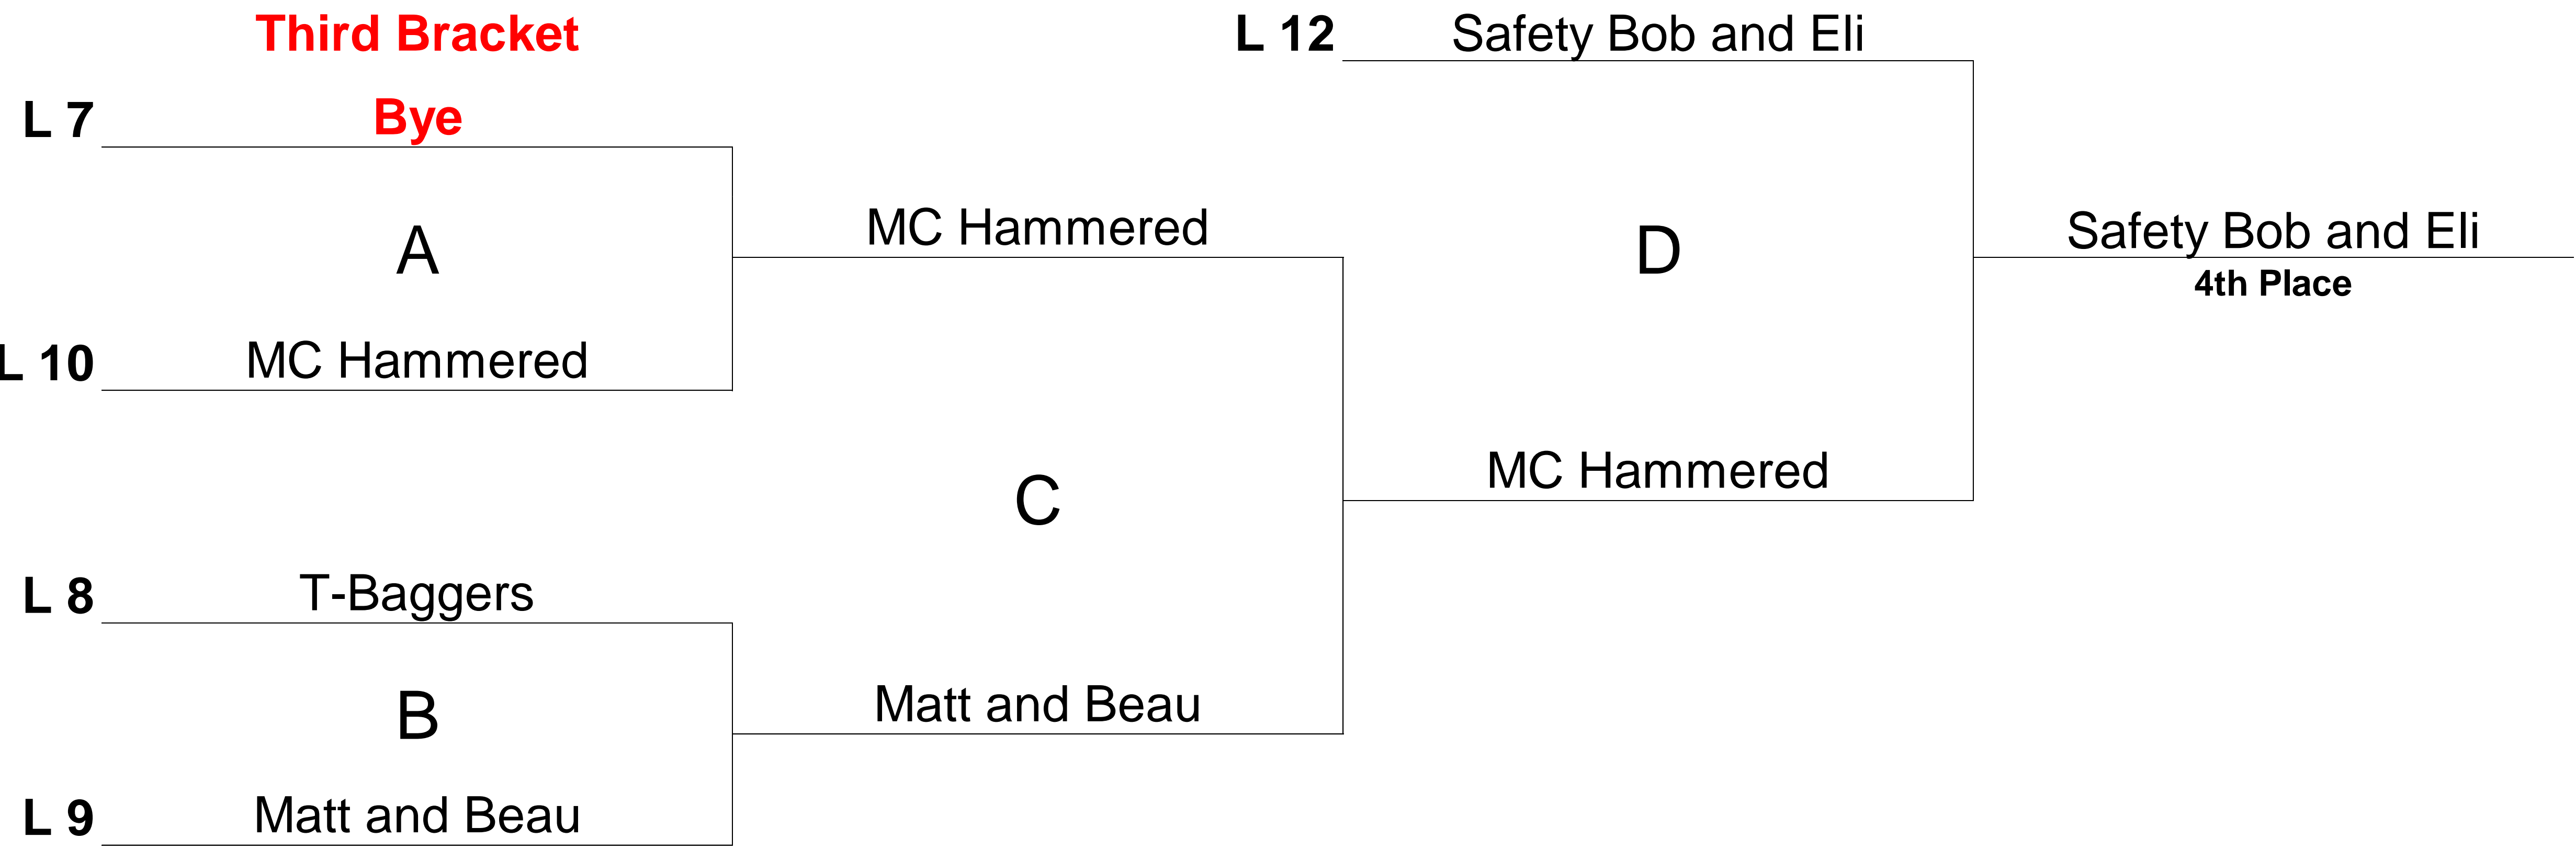 Third Bracket
L 12 Safety Bob and Eli
L 7 Bye
A
MC Hammered
D
Safety Bob and Eli
4th Place
L 10 MC Hammered
C
MC Hammered
L 8 T-Baggers
B
Matt and Beau
L 9 Matt and Beau